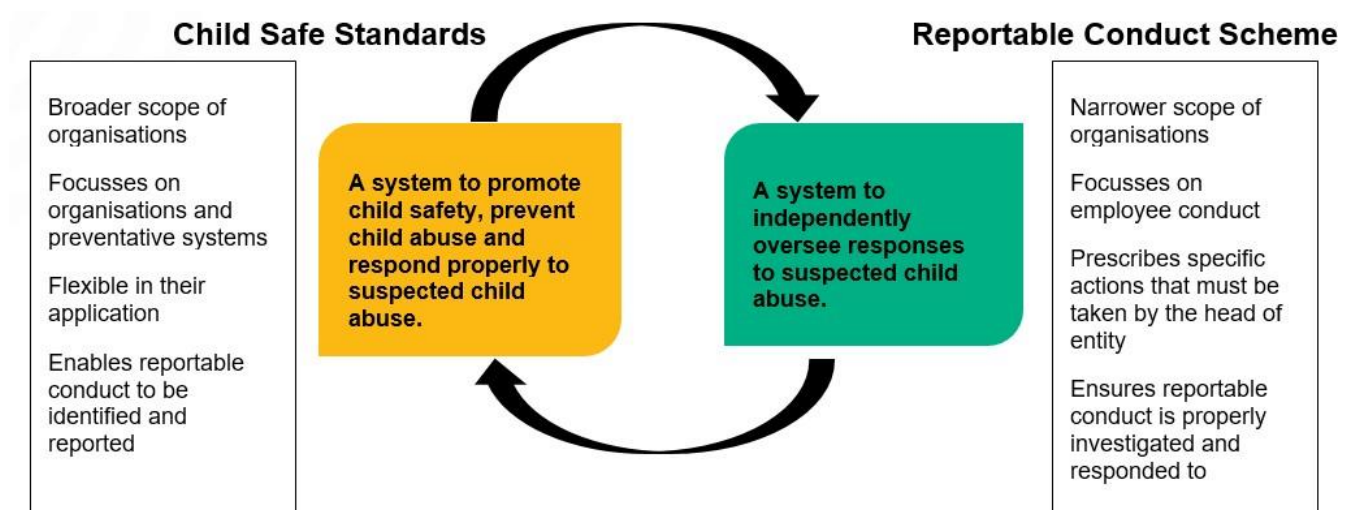 Child Safe Standards
Broader scope of
organisations
Focusses on
organisations and
preventative systems
Flexible in their
application
Enables reportable
conduct to be
identified and
reported
A system to promote
child safety, prevent
child abuse and
respond properly to
suspected child
abuse.
A system to
independently
oversee responses
to suspected child
abuse.
Reportable Conduct Scheme
Narrower scope of
organisations
Focusses on
employee conduct
Prescribes specific
actions that must be
taken by the head of
entity
Ensures reportable
conduct is properly
investigated and
responded to